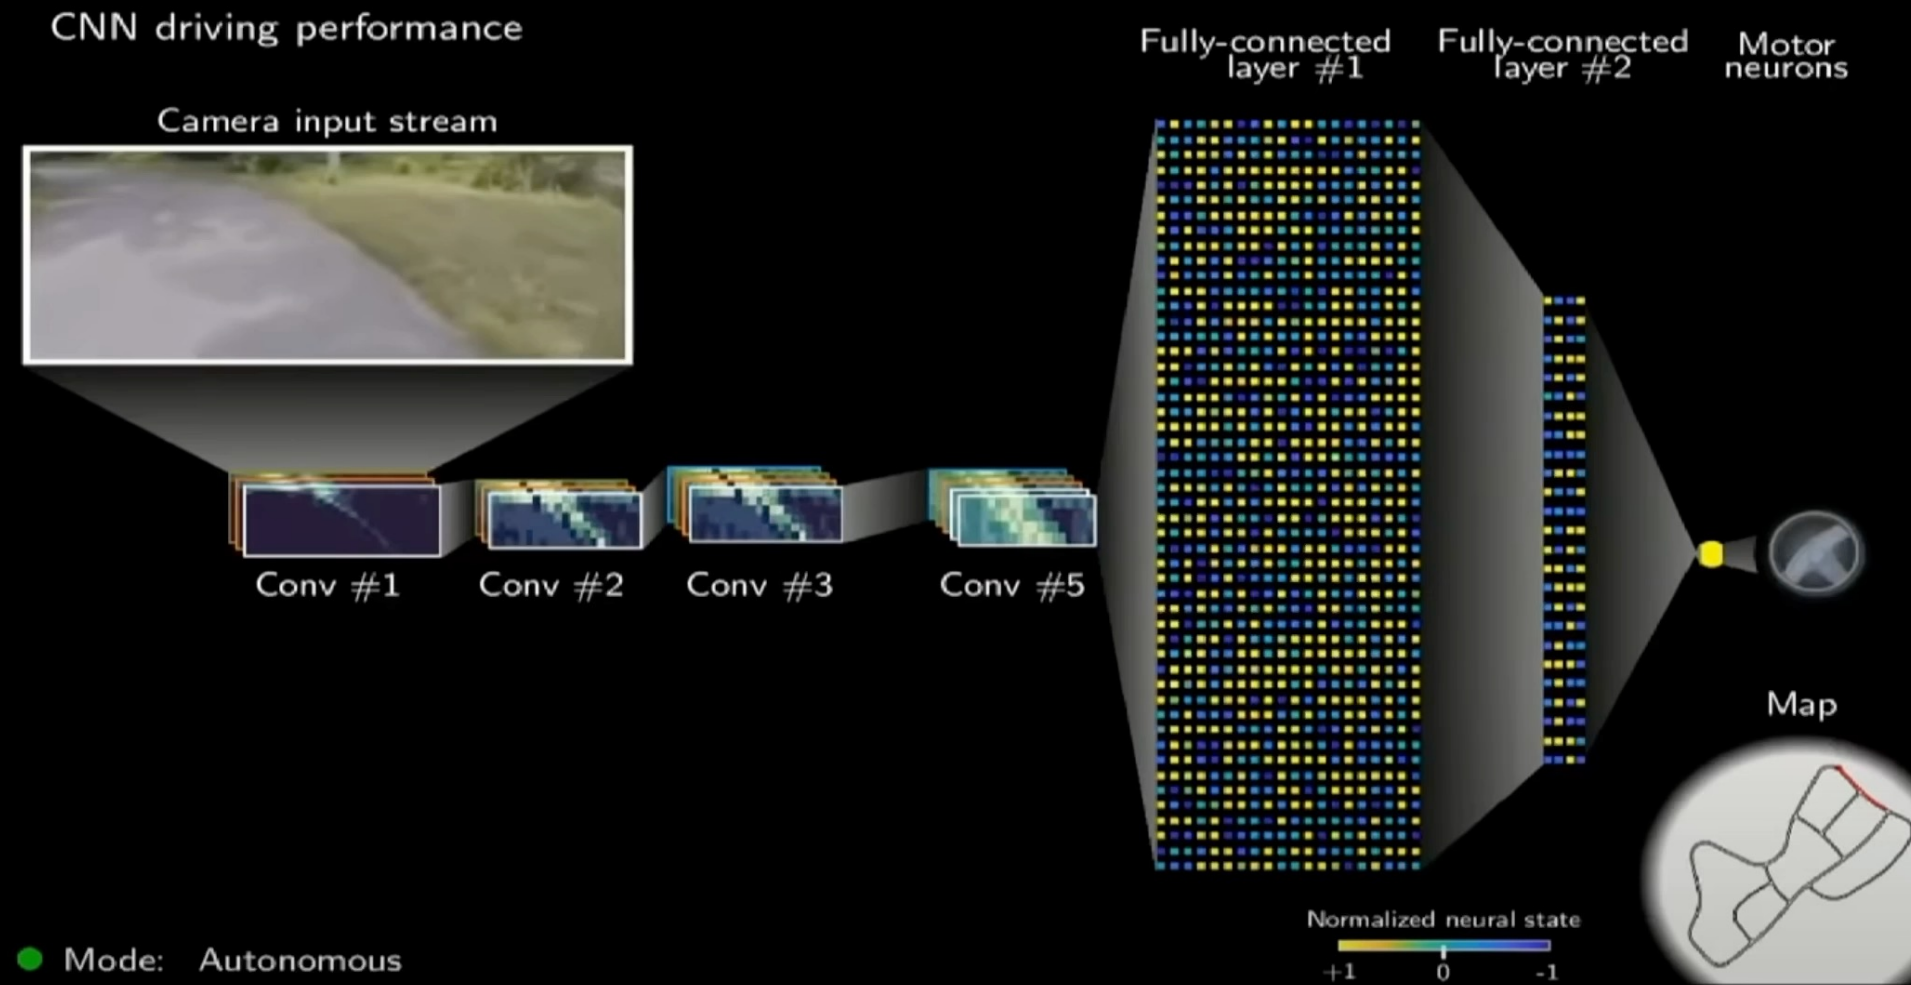 CNN driving performance
Camera input stream
Fully-connected
layer #1
Fully-connected
layer #2
Motor
neurons
Conv #1
Conv #2
Conv #3
Conv #5
Map
Normalized neural state
+1 0 -1
Mode: Autonomous